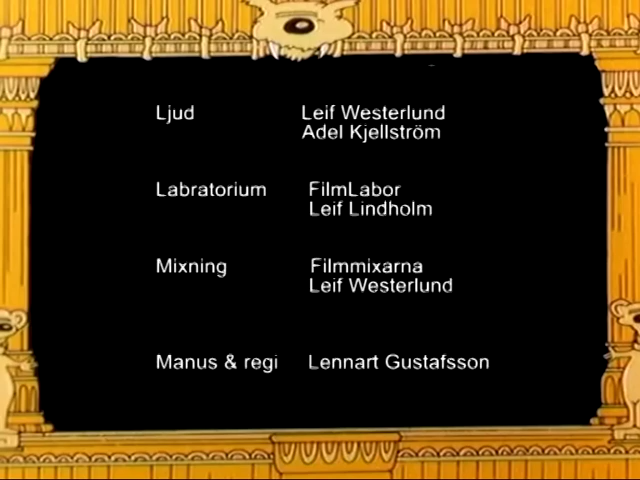 Ljud Leif Westerlund
Adel Kjellström
Labratorium FilmLabor
Leif Lindholm
Mixning Filmmixarna
Leif Westerlund
Manus & regi Lennart Gustafsson